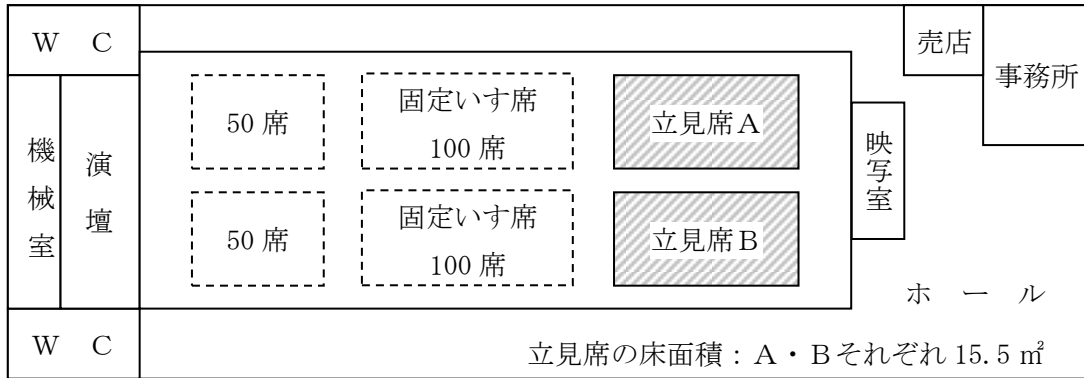 W C
売店
事務所
50 席
固定いす席
100 席
立見席A
機械室
演壇
映写室
50 席
固定いす席
100 席
立見席B
ホ ー ル
W C
立見席の床面積：A・Bそれぞれ 15.5 ㎡